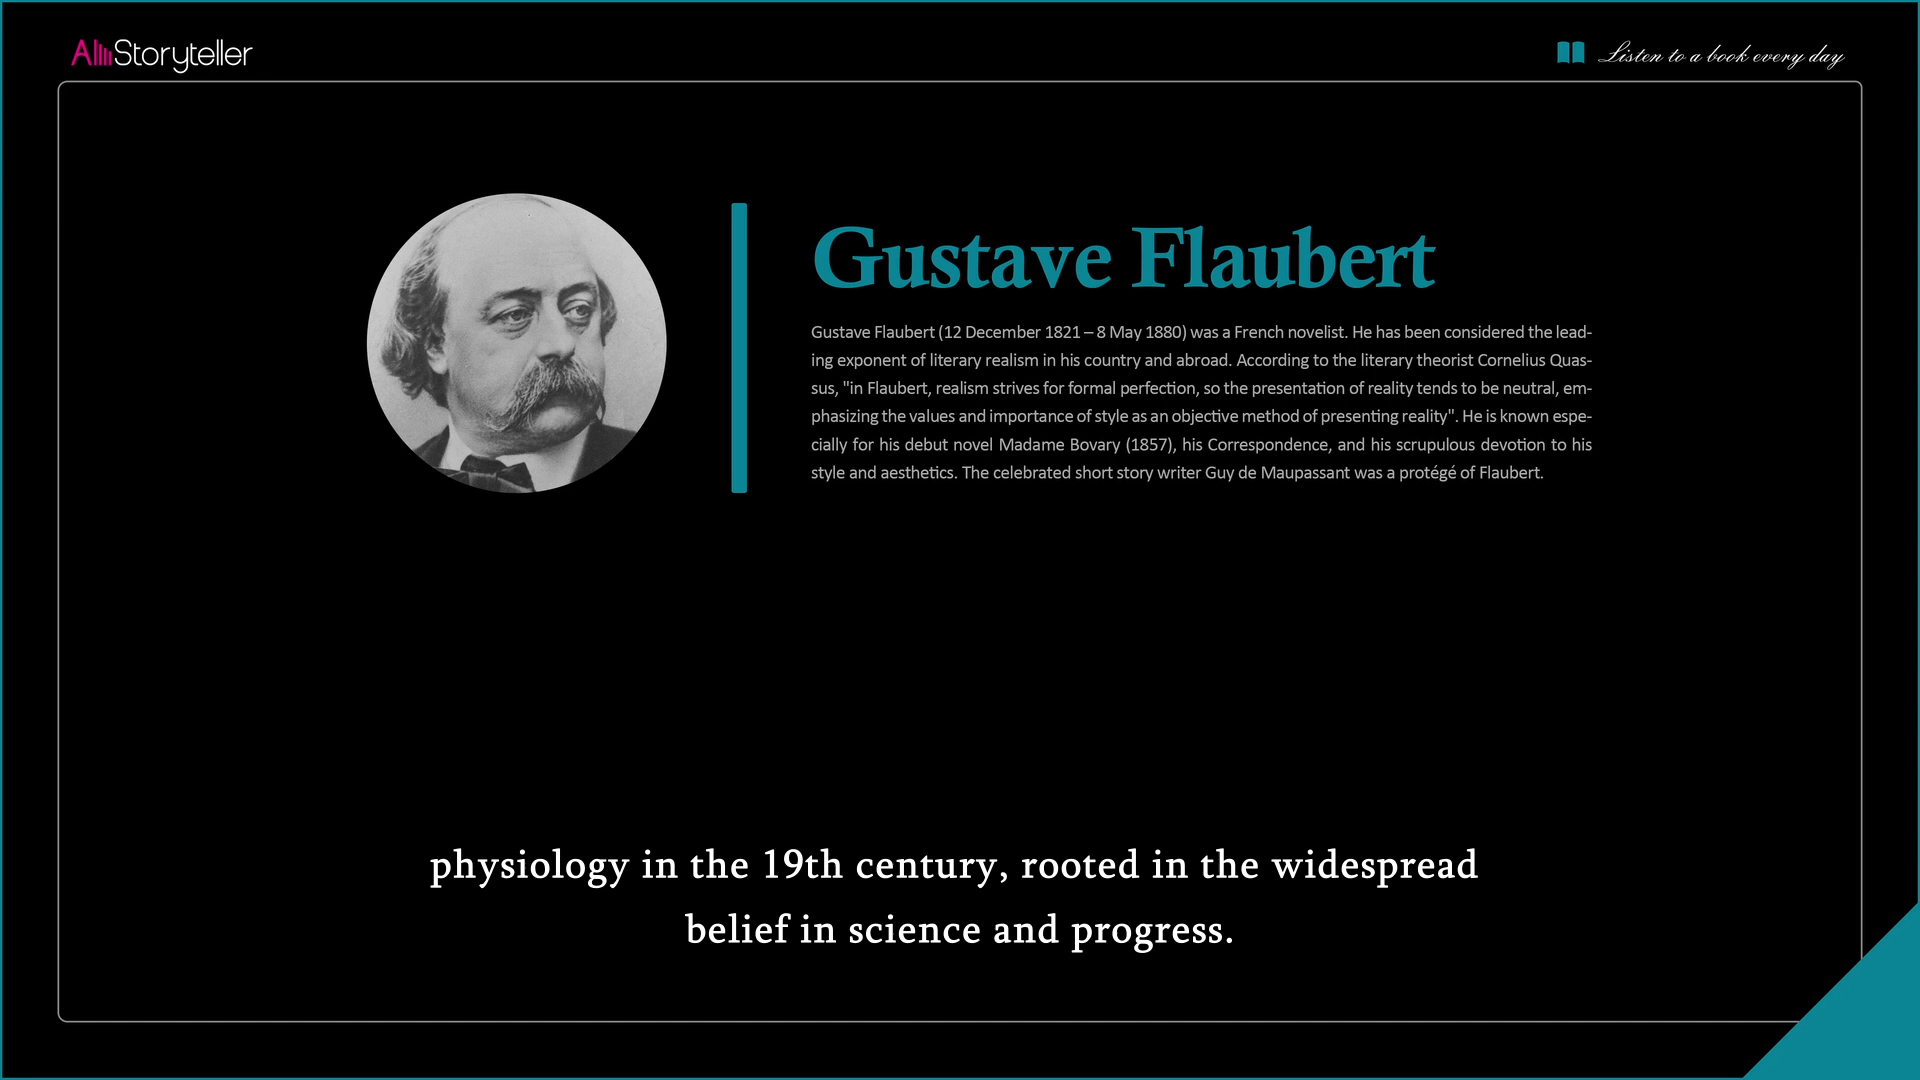 AllStoryteller
Listen to a book every day
Gustave Flaubert
Gustave Flaubert (12 December 1821 – 8 May 1880) was a French novelist. He has been considered the lead-
ing exponent of literary realism in his country and abroad. According to the literary theorist Cornelius Quas-
sus, "in Flaubert, realism strives for formal perfection, so the presentation of reality tends to be neutral, em-
phasizing the values and importance of style as an objective method of presenting reality". He is known espe-
cially for his debut novel Madame Bovary (1857), his Correspondence, and his scrupulous devotion to his
style and aesthetics. The celebrated short story writer Guy de Maupassant was a protégé of Flaubert.
physiology in the 19th century, rooted in the widespread
belief in science and progress.